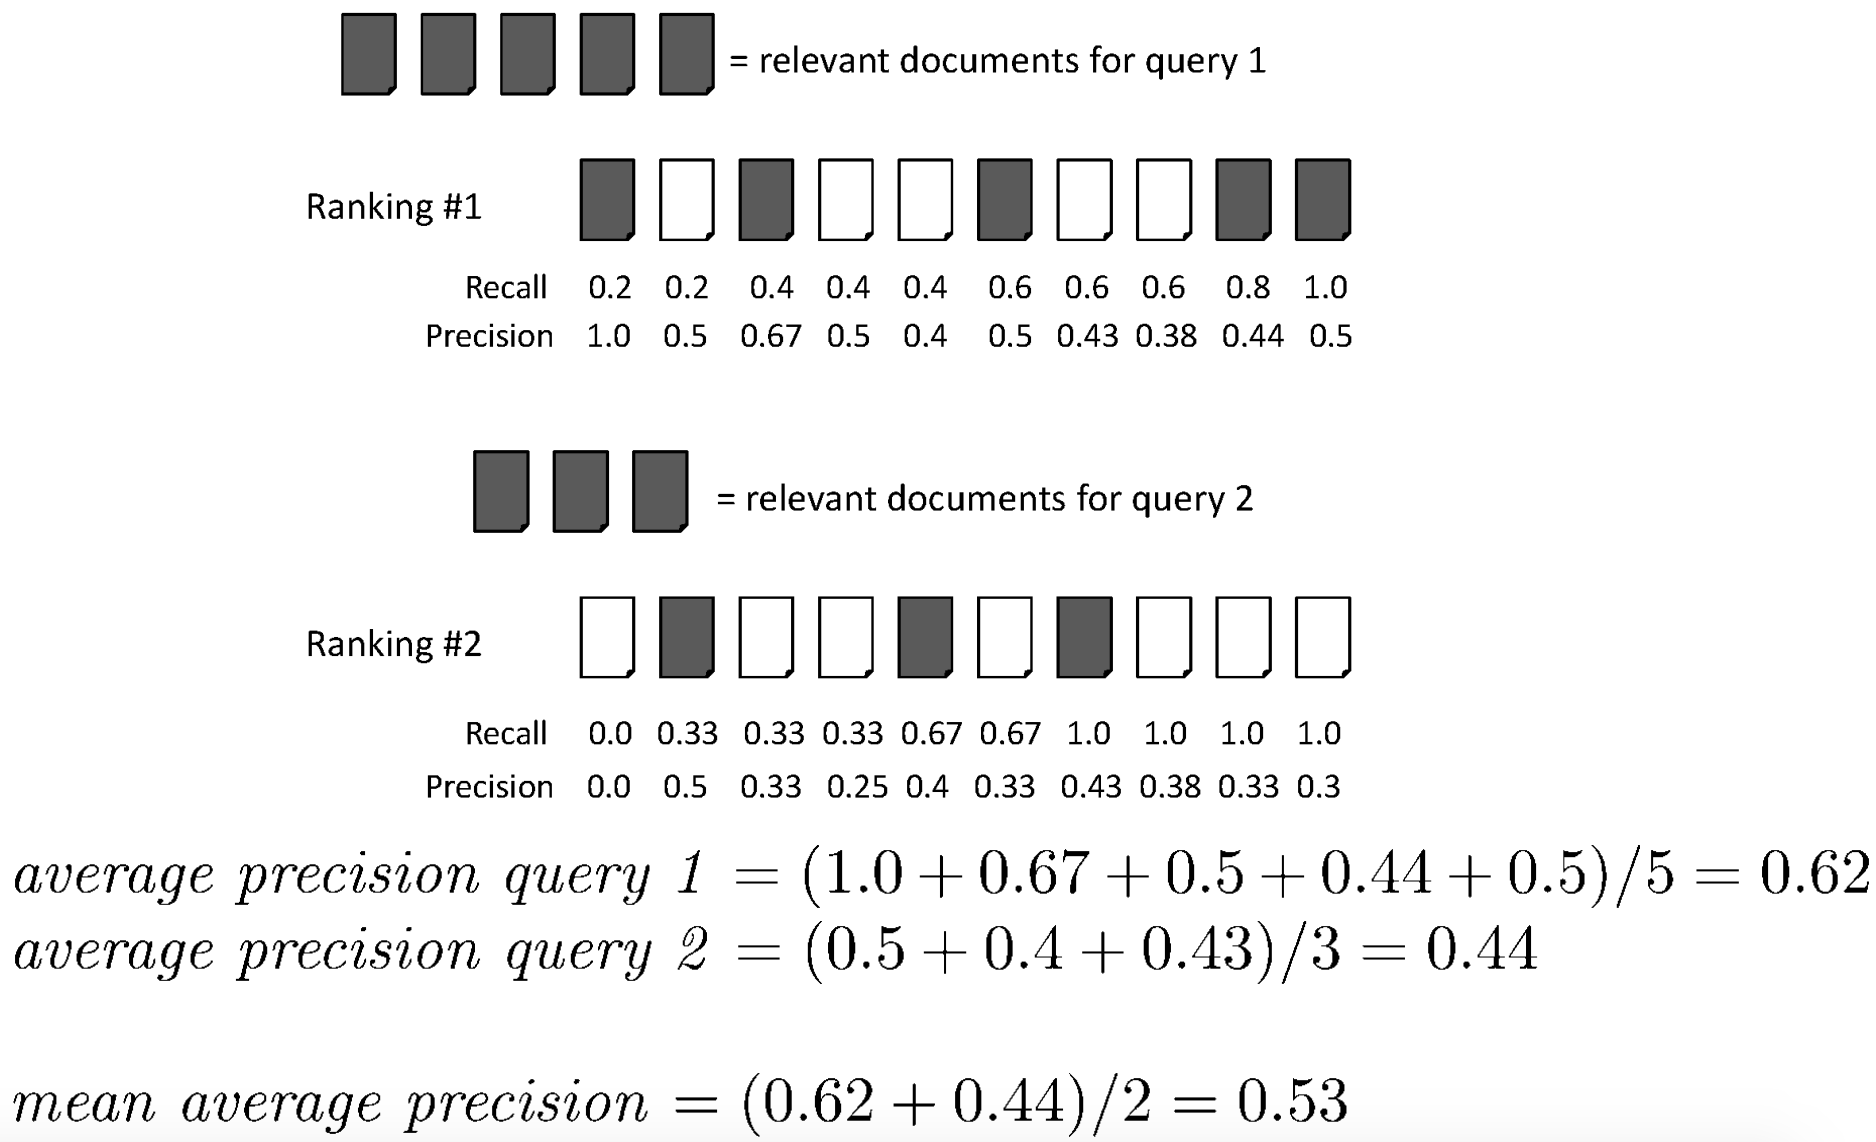 = relevant documents for query 1
Ranking #1
Recall 0.2 0.2 0.4 0.4 0.4 0.6 0.6 0.6 0.8 1.0
Precision 1.0 0.5 0.67 0.5 0.4 0.5 0.43 0.38 0.44 0.5
= relevant documents for query 2
Ranking #2
Recall 0.0 0.33 0.33 0.33 0.67 0.67 1.0 1.0 1.0 1.0
Precision 0.0 0.5 0.33 0.25 0.4 0.33 0.43 0.38 0.33 0.3
average precision query 1 = (1.0 + 0.67 + 0.5 + 0.44 + 0.5)/5 = 0.62
average precision query 2 = (0.5 + 0.4 + 0.43)/3 = 0.44
mean average precision = (0.62 + 0.44)/2 = 0.53